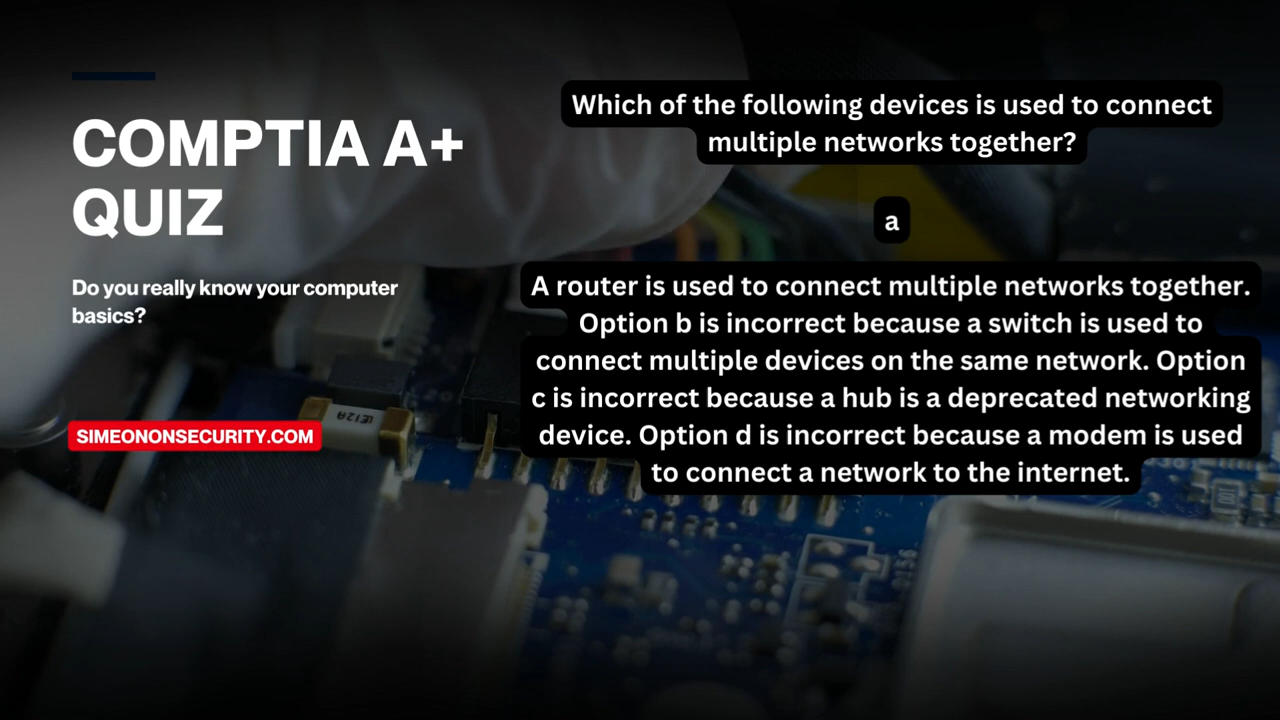 COMPTIA A+
QUIZ
Do you really know your computer
basics?
SIMEONONSECURITY.COM
Which of the following devices is used to connect
multiple networks together?
a
A router is used to connect multiple networks together.
Option b is incorrect because a switch is used to
connect multiple devices on the same network. Option
c is incorrect because a hub is a deprecated networking
device. Option d is incorrect because a modem is used
to connect a network to the internet.
LE12A